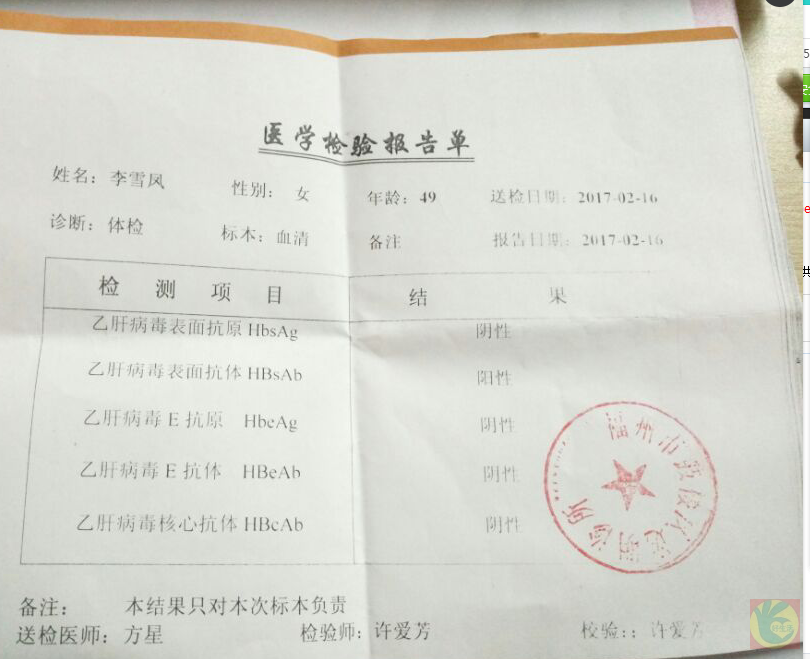 医学检验报告单
姓名：李雪凤 性别： 女 年龄：49 送检日期：2017-02-16
诊断：体检 标本：血清 备注 报告日期：2017-02-16
检 测 项 目 结 果
乙肝病毒表面抗原 HbsAg 阴性
乙肝病毒表面抗体 HBsAb 阳性
乙肝病毒 E 抗原 HbeAg 阴性
乙肝病毒 E 抗体 HBeAb 阴性
乙肝病毒核心抗体 HBcAb 阴性
福州市
备注： 本结果只对本次标本负责
送检医师：方星 检验师：许爱芳 校验：：许爱芳